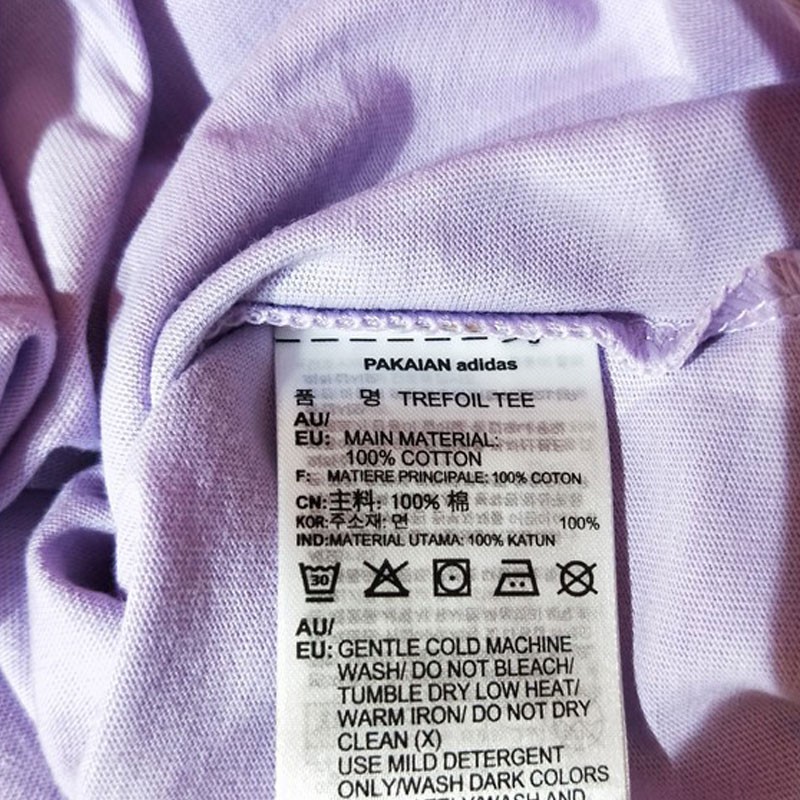 PAKAIAN adidas
품 명 TREFOIL TEE
AU/
EU: MAIN MATERIAL:
100% COTTON
F: MATIERE PRINCIPALE: 100% COTON
CN:主料: 100% 棉
KOR:주소재: 면 100%
IND:MATERIAL UTAMA: 100% KATUN
30
AU/
EU: GENTLE COLD MACHINE
WASH/ DO NOT BLEACH/
TUMBLE DRY LOW HEAT/
WARM IRON/ DO NOT DRY
CLEAN (X)
USE MILD DETERGENT
ONLY/WASH DARK COLORS